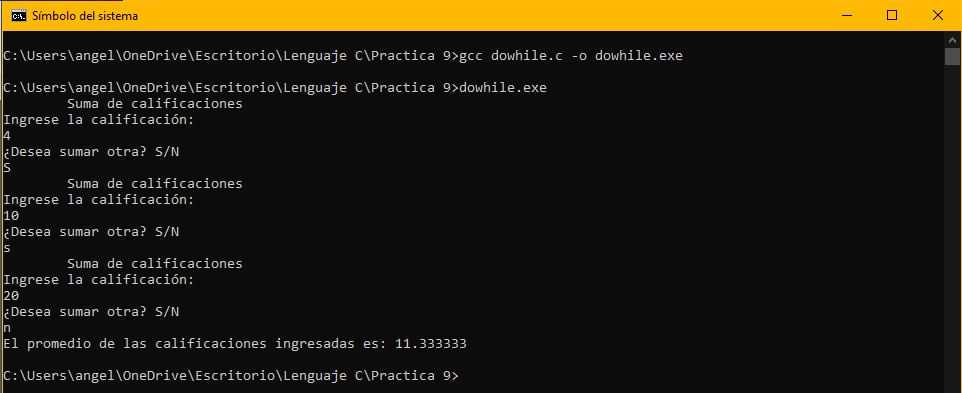 Símbolo del sistema
C:\Users\angel\OneDrive\Escritorio\Lenguaje C\Practica 9>gcc dowhile.c -o dowhile.exe
C:\Users\angel\OneDrive\Escritorio\Lenguaje C\Practica 9>dowhile.exe
Suma de calificaciones
Ingrese la calificación:
4
¿Desea sumar otra? S/N
S
Suma de calificaciones
Ingrese la calificación:
10
¿Desea sumar otra? S/N
s
Suma de calificaciones
Ingrese la calificación:
20
¿Desea sumar otra? S/N
n
El promedio de las calificaciones ingresadas es: 11.333333
C:\Users\angel\OneDrive\Escritorio\Lenguaje C\Practica 9>